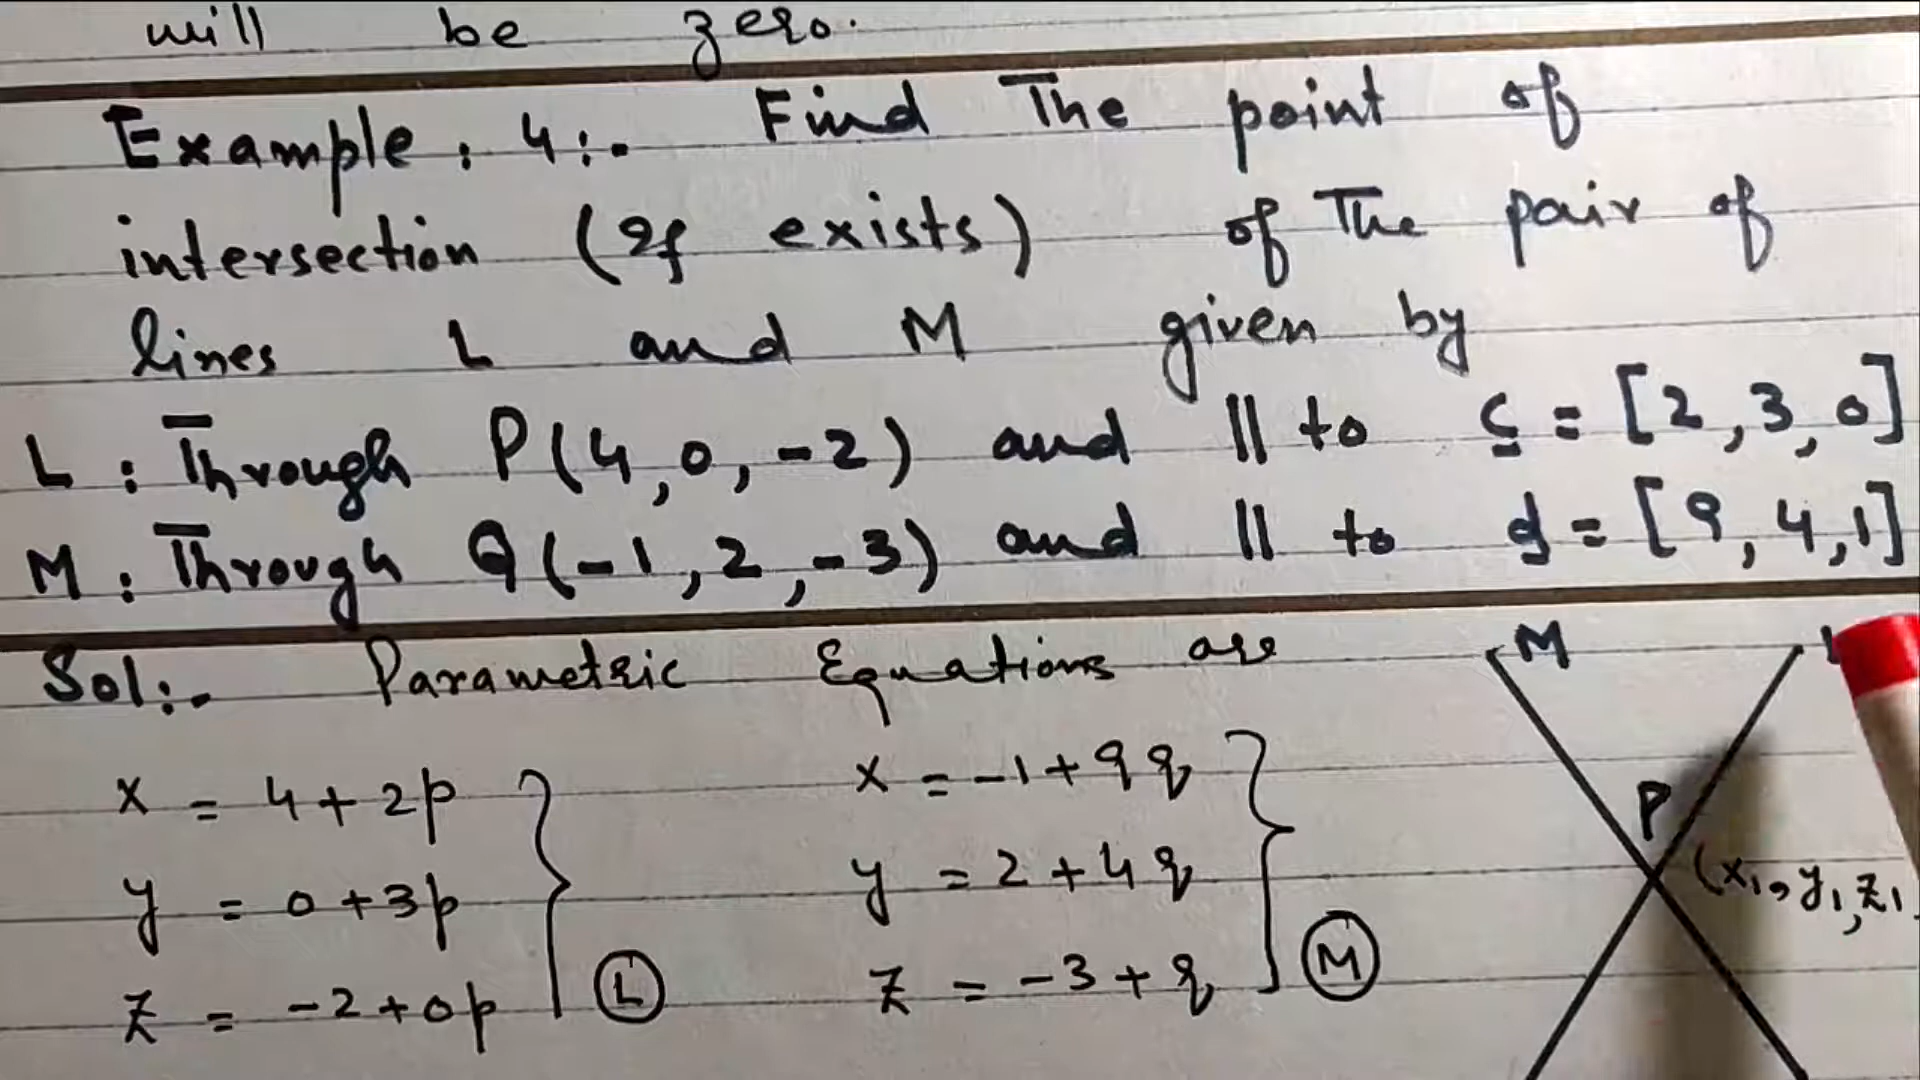 will be zero.
Example : 4 :- Find The point of
intersection (If exists) of The pair of
lines L and M given by
L : Through P(4, 0, -2) and || to c = [2, 3, 0]
M : Through Q(-1, 2, -3) and || to d = [9, 4, 1]
Sol :- Parametric Equations are
x = 4 + 2p
y = 0 + 3p
z = -2 + 0p
L
x = -1 + 9q
y = 2 + 4q
z = -3 + q
M
M
P
(x1, y1, z1